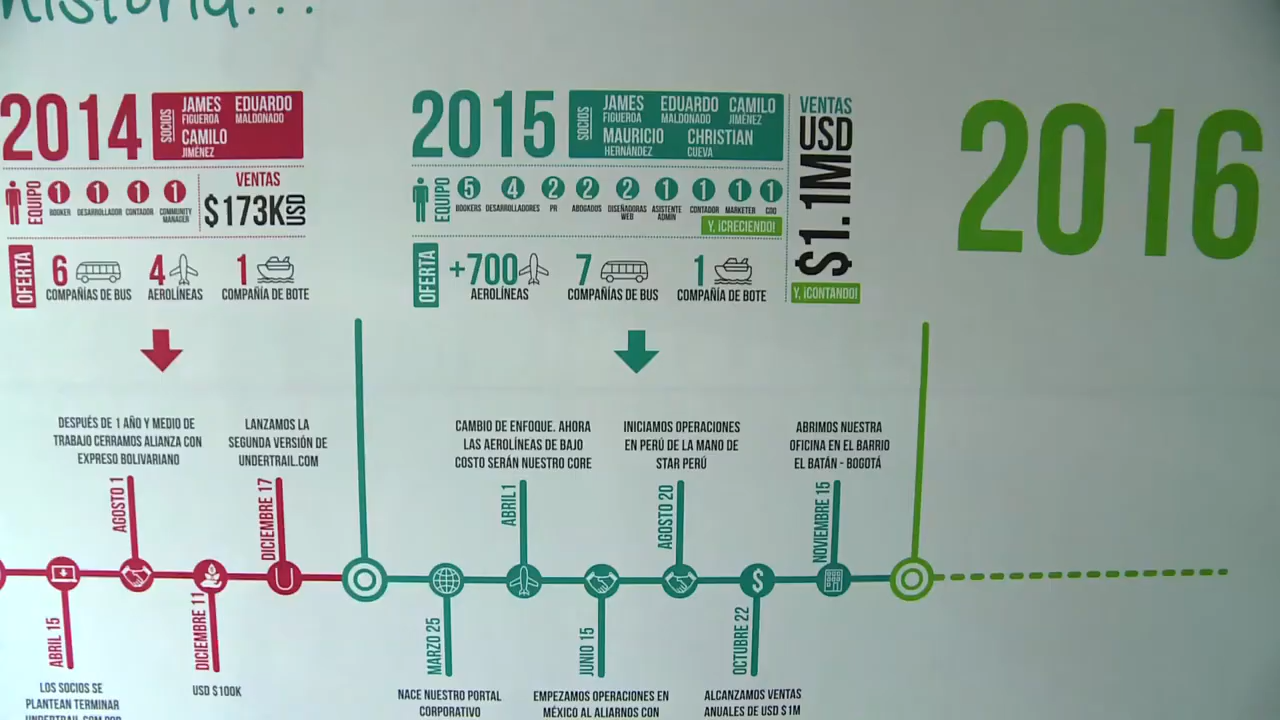 historia...
2014
SOCIOS
JAMES
FIGUEROA
EDUARDO
MALDONADO
CAMILO
JIMÉNEZ
EQUIPO
1
BOOKER
1
DESARROLLADOR
1
CONTADOR
1
COMMUNITY
MANAGER
VENTAS
$173K USD
OFERTA
6
COMPAÑÍAS DE BUS
4
AEROLÍNEAS
1
COMPAÑÍA DE BOTE
2015
SOCIOS
JAMES
FIGUEROA
EDUARDO
MALDONADO
CAMILO
JIMÉNEZ
MAURICIO
HERNÁNDEZ
CHRISTIAN
CUEVA
EQUIPO
5
BOOKERS
4
DESARROLLADORES
2
PR
2
ABOGADOS
2
DISEÑADORAS
WEB
1
ASISTENTE
ADMIN
1
CONTADOR
1
MARKETER
1
COO
Y, ¡CRECIENDO!
OFERTA
+700
AEROLÍNEAS
7
COMPAÑÍAS DE BUS
1
COMPAÑÍA DE BOTE
VENTAS
USD
$1.1M
Y, ¡CONTANDO!
2016
DESPUÉS DE 1 AÑO Y MEDIO DE
TRABAJO CERRAMOS ALIANZA CON
EXPRESO BOLIVARIANO
AGOSTO 1
LANZAMOS LA
SEGUNDA VERSIÓN DE
UNDERTRAIL.COM
DICIEMBRE 17
CAMBIO DE ENFOQUE. AHORA
LAS AEROLÍNEAS DE BAJO
COSTO SERÁN NUESTRO CORE
ABRIL 1
INICIAMOS OPERACIONES
EN PERÚ DE LA MANO DE
STAR PERÚ
AGOSTO 20
ABRIMOS NUESTRA
OFICINA EN EL BARRIO
EL BATÁN - BOGOTÁ
NOVIEMBRE 15
U
$
ABRIL 15
LOS SOCIOS SE
PLANTEAN TERMINAR
UNDERTRAIL.COM POR
DICIEMBRE 11
USD $100K
MARZO 25
NACE NUESTRO PORTAL
CORPORATIVO
JUNIO 15
EMPEZAMOS OPERACIONES EN
MÉXICO AL ALIARNOS CON
OCTUBRE 22
ALCANZAMOS VENTAS
ANUALES DE USD $1M